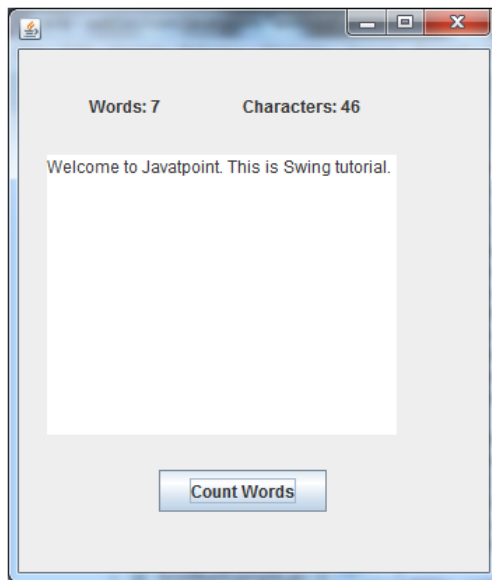 Words: 7 Characters: 46
Welcome to Javatpoint. This is Swing tutorial.
Count Words